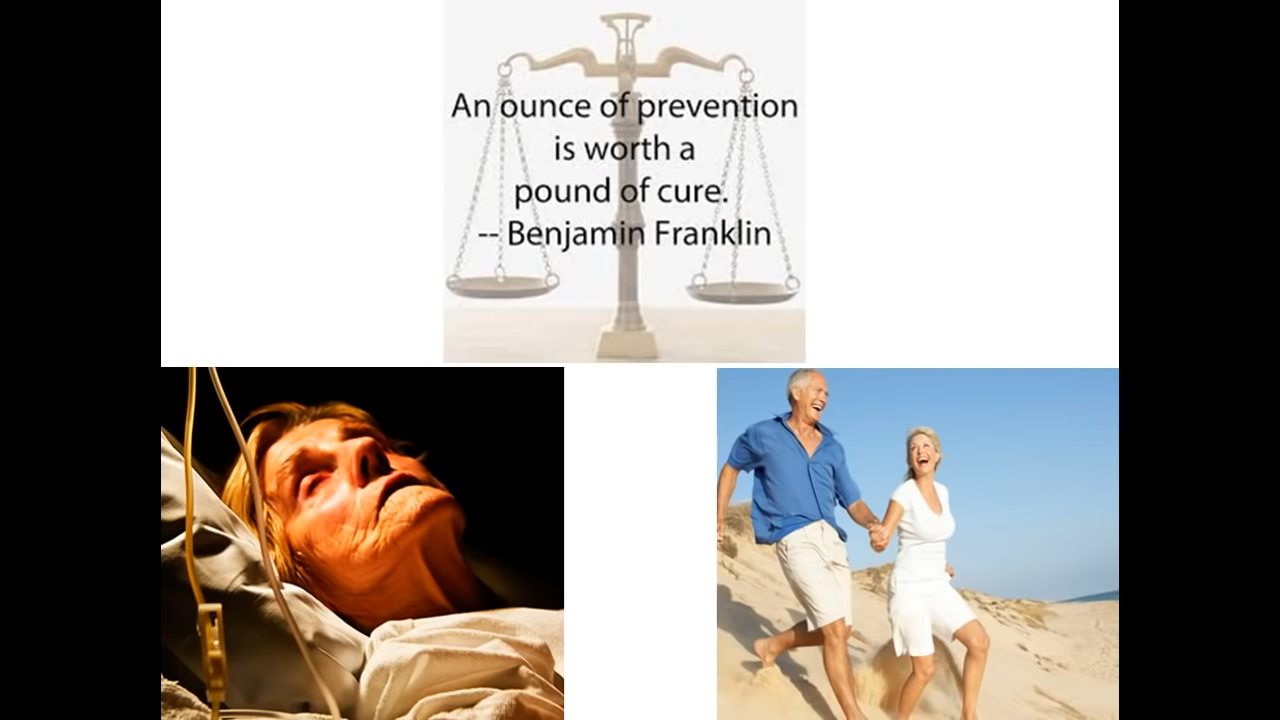 An ounce of prevention
is worth a
pound of cure.
-- Benjamin Franklin